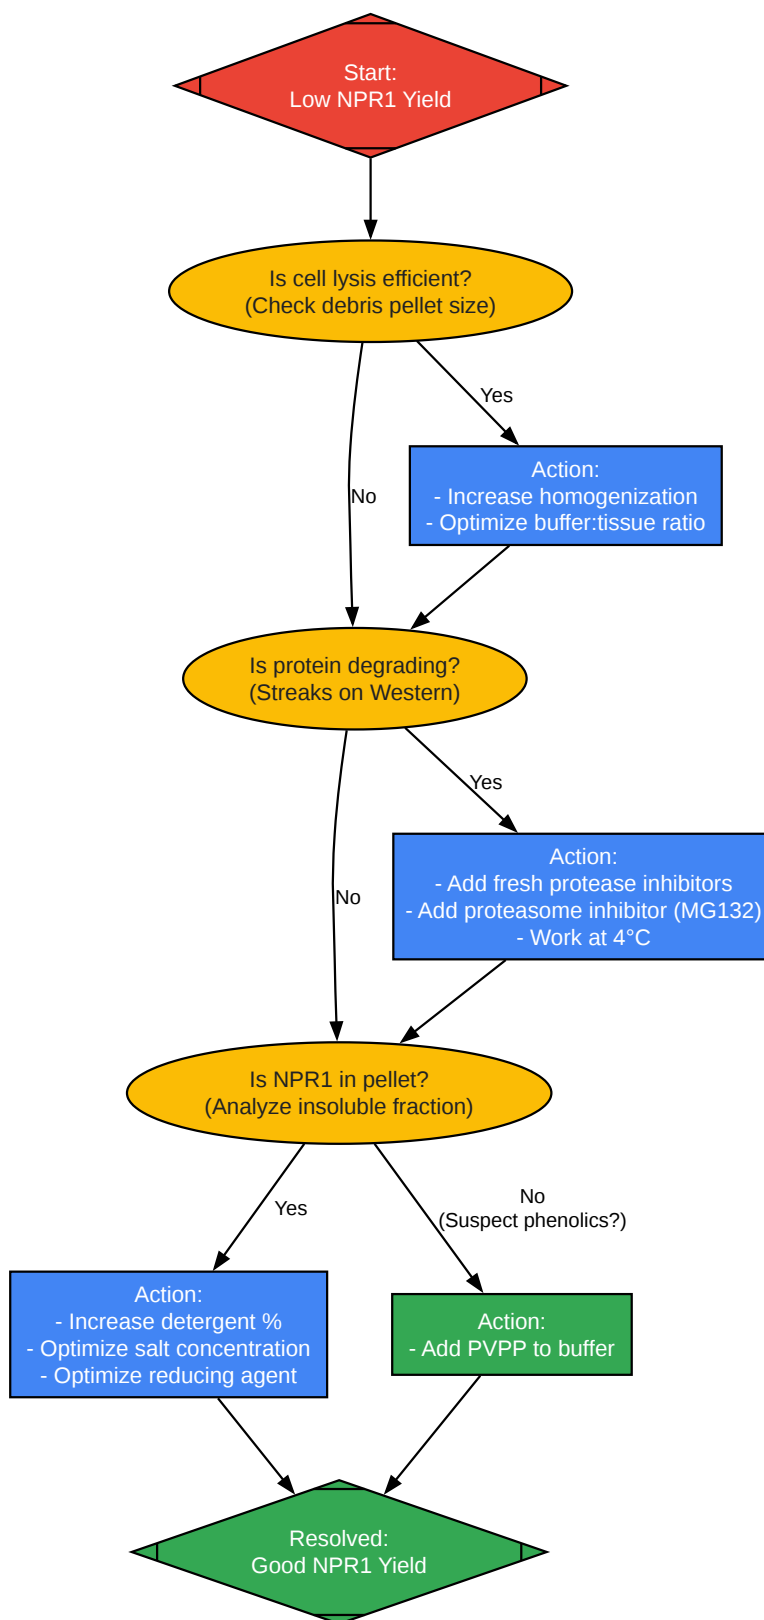 Start:
Low NPR1 Yield
Is cell lysis efficient?
(Check debris pellet size)
Yes
Action:
- Increase homogenization
- Optimize buffer:tissue ratio
No
Is protein degrading?
(Streaks on Western)
Yes
Action:
- Add fresh protease inhibitors
- Add proteasome inhibitor (MG132)
- Work at 4°C
No
Is NPR1 in pellet?
(Analyze insoluble fraction)
Yes
No
(Suspect phenolics?)
Action:
- Increase detergent %
- Optimize salt concentration
- Optimize reducing agent
Action:
- Add PVPP to buffer
Resolved:
Good NPR1 Yield